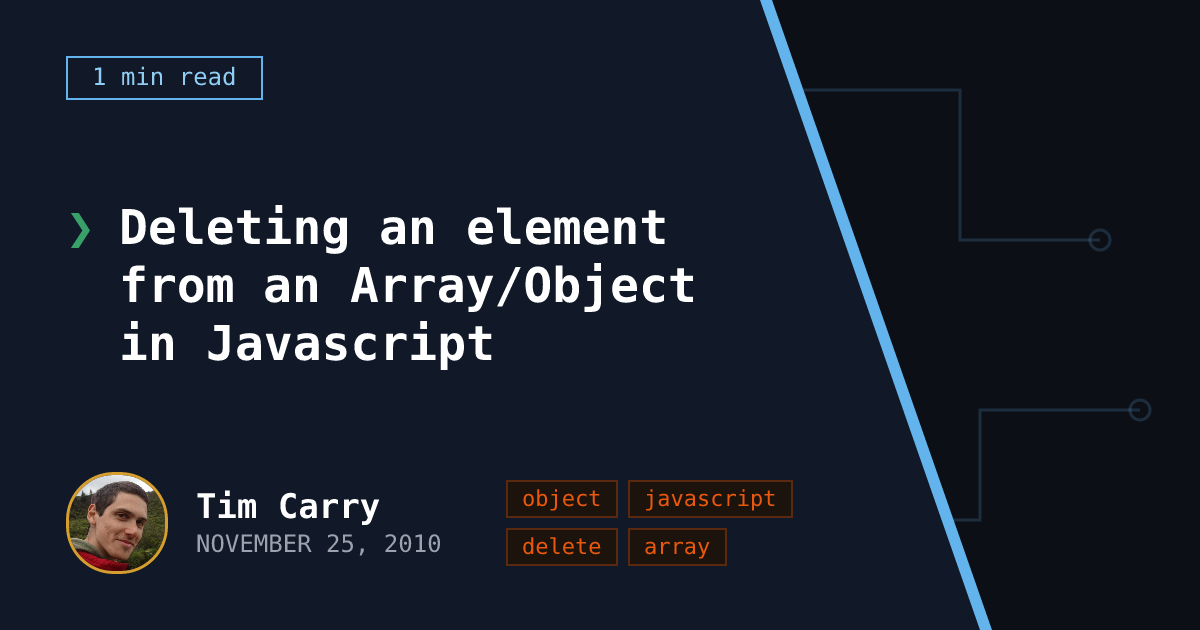 1 min read
❯ Deleting an element
from an Array/Object
in Javascript
Tim Carry
NOVEMBER 25, 2010
object javascript
delete array